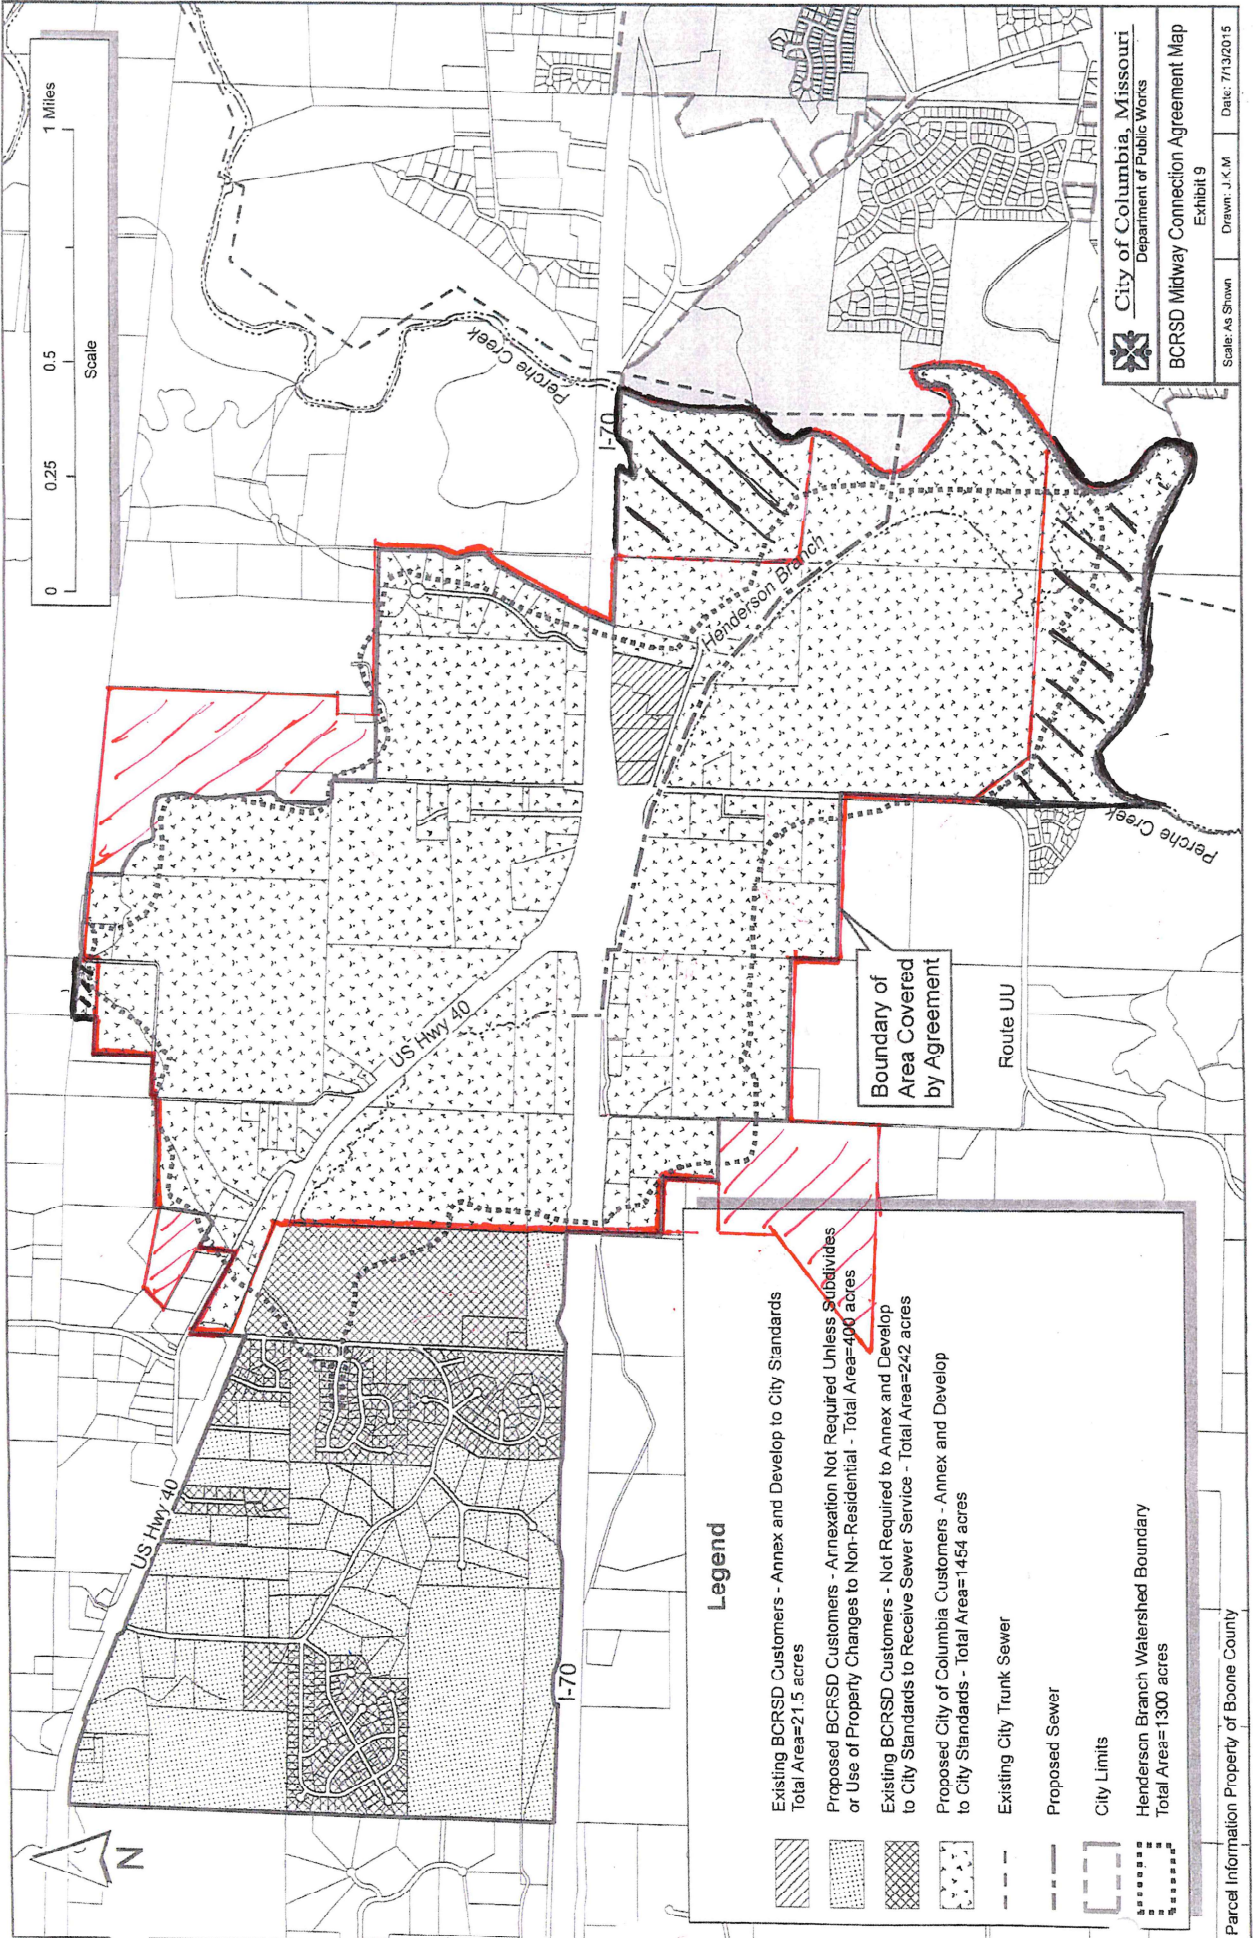 City of Columbia, Missouri
Department of Public Works
BCRSD Midway Connection Agreement Map
Exhibit 9
Scale: As Shown
Drawn: J.K.M
Date: 7/13/2015
0
0.25
0.5
1 Miles
Scale
N
US Hwy 40
US Hwy 40
I-70
I-70
Perche Creek
Henderson Branch
Perche Creek
Route UU
Boundary of
Area Covered
by Agreement
Legend
Existing BCRSD Customers - Annex and Develop to City Standards
Total Area=21.5 acres
Proposed BCRSD Customers - Annexation Not Required Unless Subdivides
or Use of Property Changes to Non-Residential - Total Area=400 acres
Existing BCRSD Customers - Not Required to Annex and Develop
to City Standards to Receive Sewer Service - Total Area=242 acres
Proposed City of Columbia Customers - Annex and Develop
to City Standards - Total Area=1454 acres
Existing City Trunk Sewer
Proposed Sewer
City Limits
Henderson Branch Watershed Boundary
Total Area=1300 acres
Parcel Information Property of Boone County